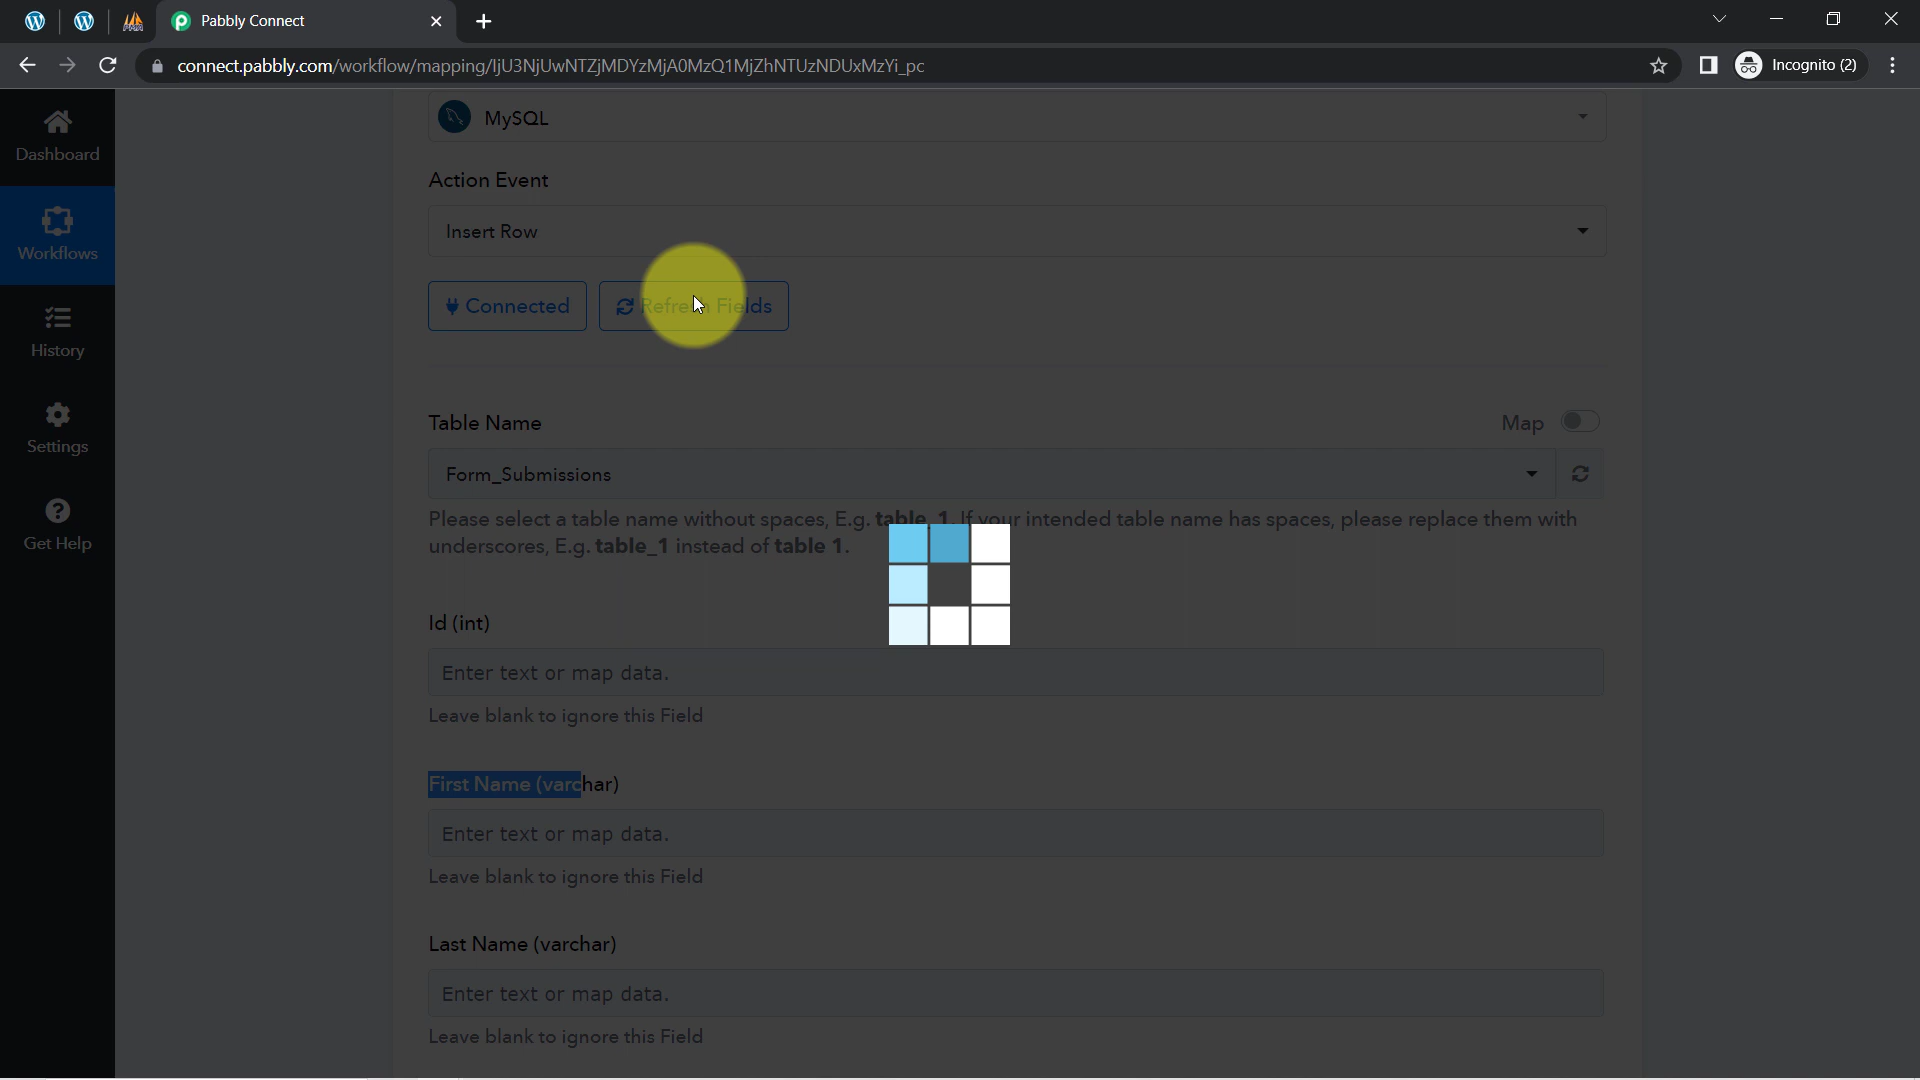 Pabbly Connect
connect.pabbly.com/workflow/mapping/IjU3NjUwNTZjMDYzMjA0MzQ1MjZhNTUzNDUxMzYi_pc
Incognito (2)
Dashboard
Workflows
History
Settings
Get Help
MySQL
Action Event
Insert Row
Connected
Refresh Fields
Table Name
Map
Form_Submissions
Please select a table name without spaces, E.g. table_1. If your intended table name has spaces, please replace them with
underscores, E.g. table_1 instead of table 1.
Id (int)
Enter text or map data.
Leave blank to ignore this Field
First Name (varchar)
Enter text or map data.
Leave blank to ignore this Field
Last Name (varchar)
Enter text or map data.
Leave blank to ignore this Field